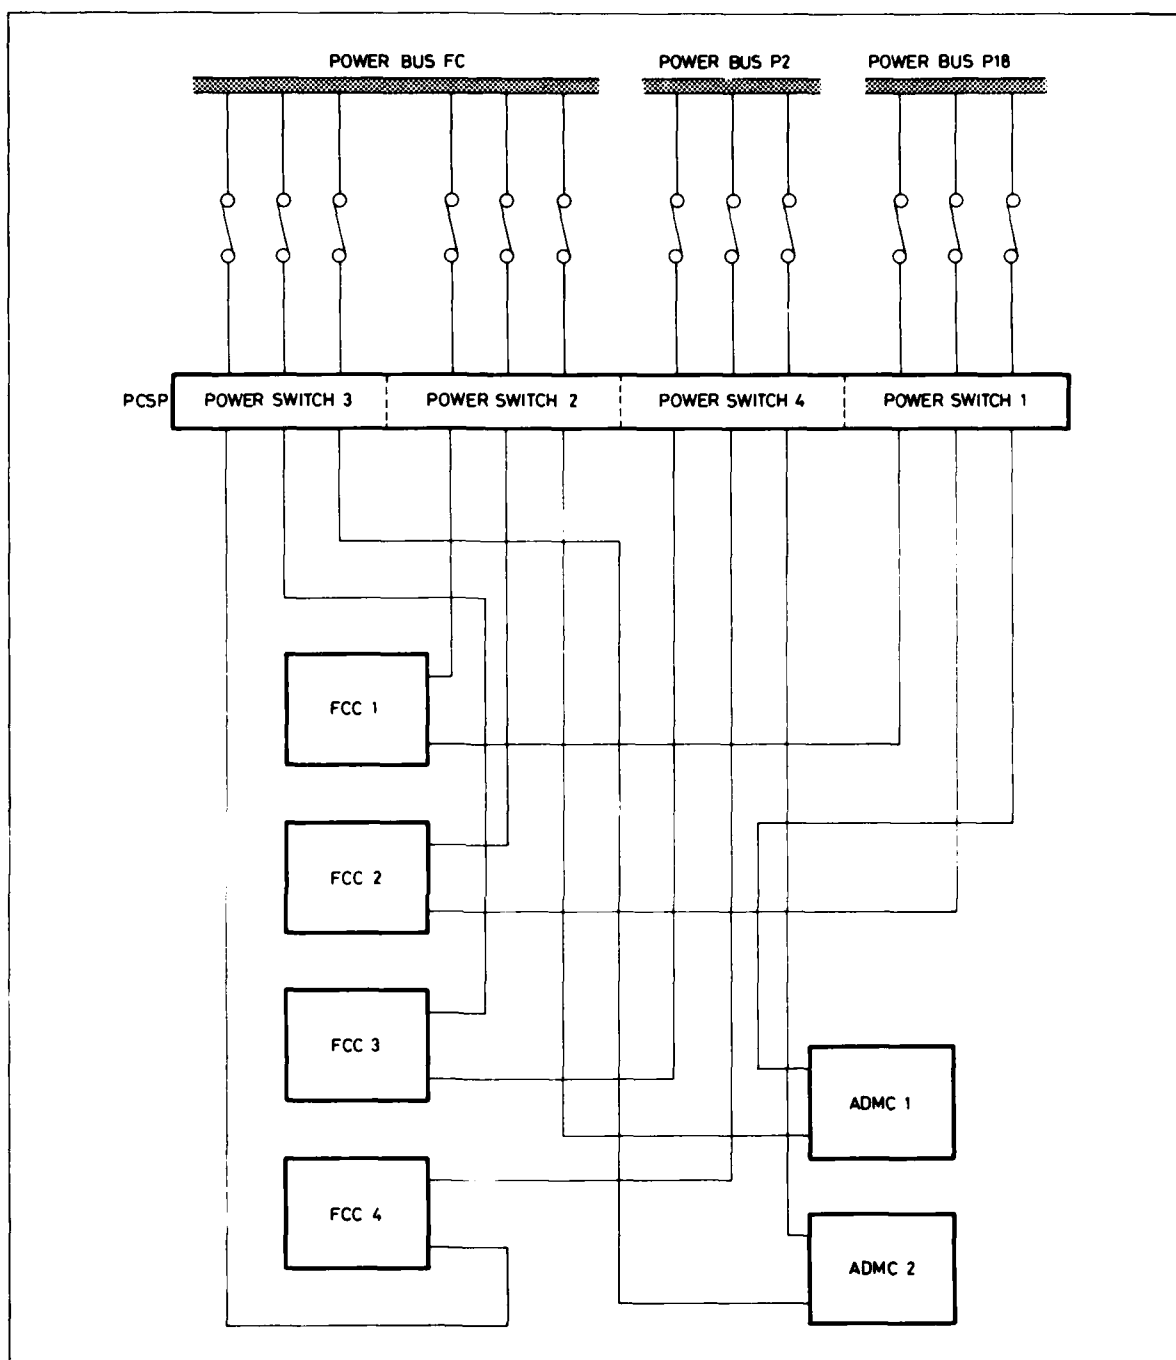 POWER BUS FC
POWER BUS P2
POWER BUS P18
PCSP
POWER SWITCH 3
POWER SWITCH 2
POWER SWITCH 4
POWER SWITCH 1
FCC 1
FCC 2
FCC 3
ADMC 1
FCC 4
ADMC 2